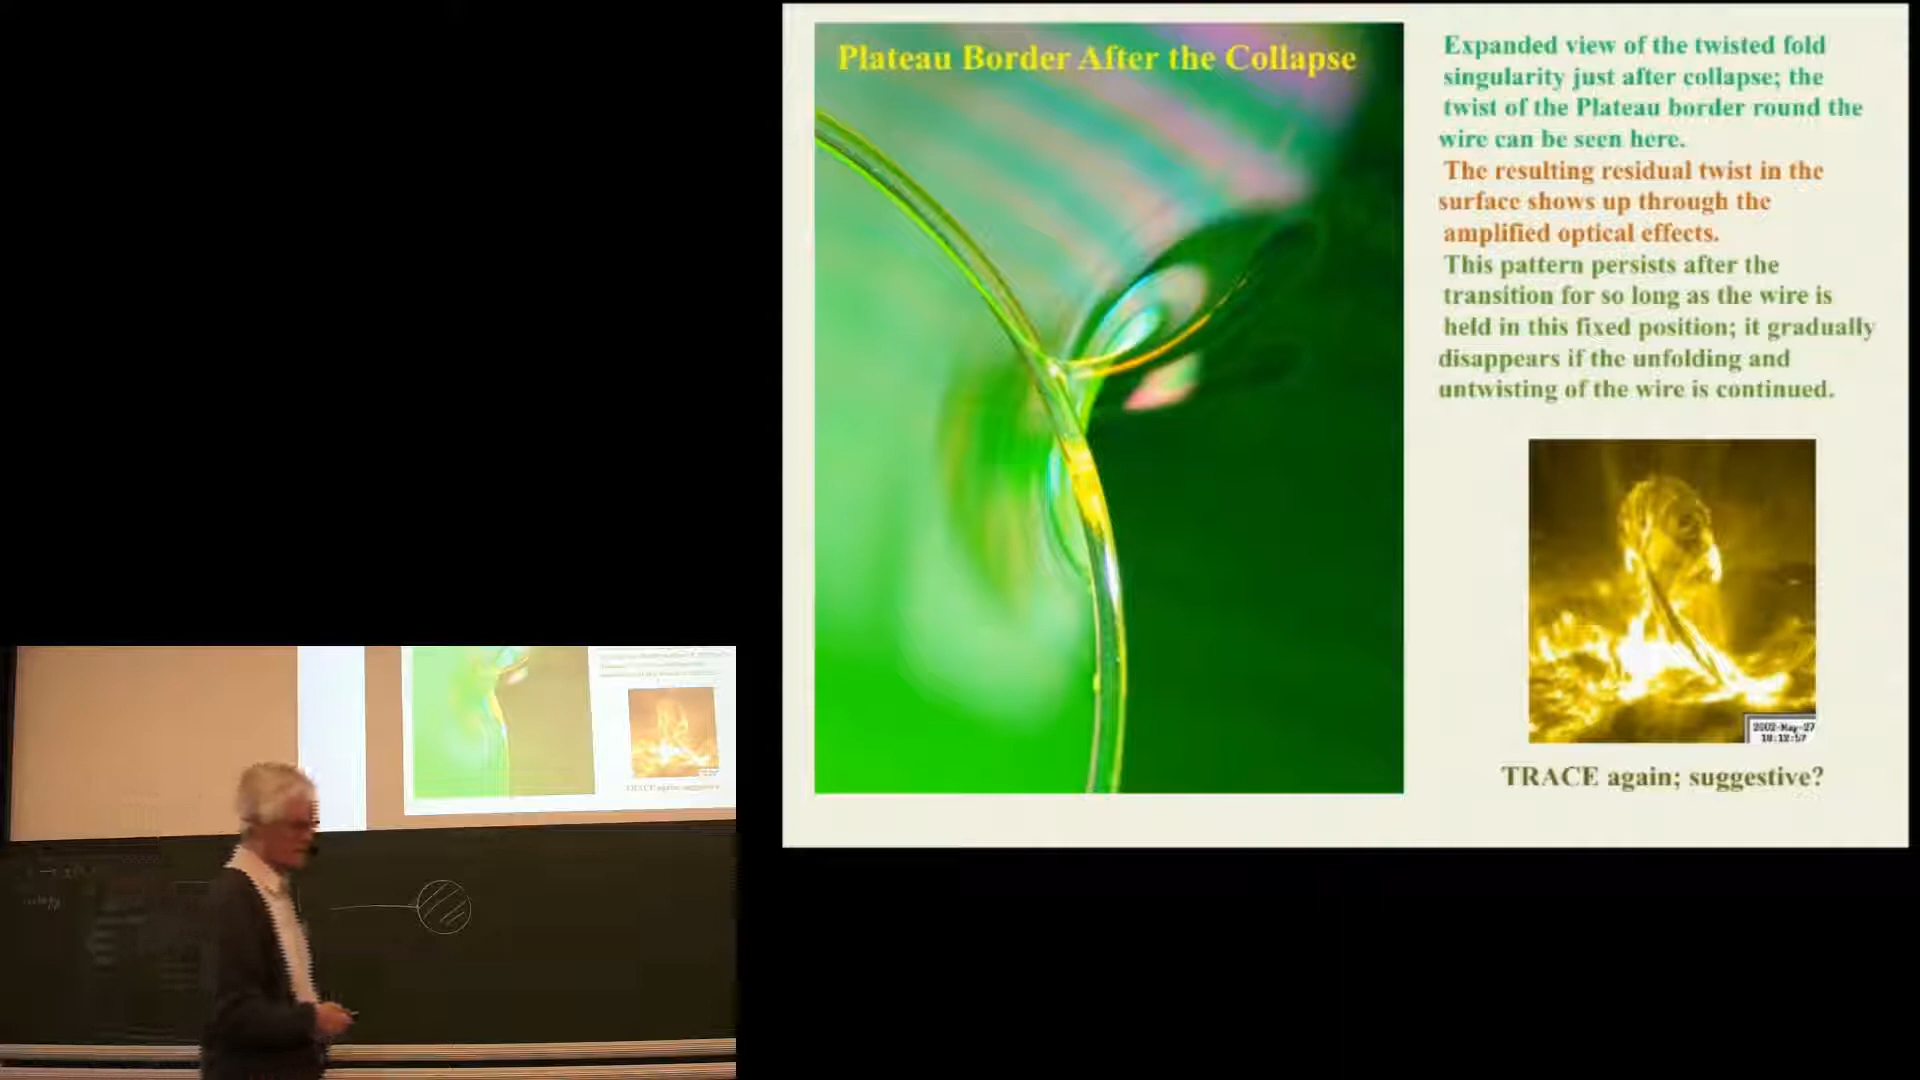 Plateau Border After the Collapse
Expanded view of the twisted fold
singularity just after collapse; the
twist of the Plateau border round the
wire can be seen here.
The resulting residual twist in the
surface shows up through the
amplified optical effects.
This pattern persists after the
transition for so long as the wire is
held in this fixed position; it gradually
disappears if the unfolding and
untwisting of the wire is continued.
2002-May-27
18:12:57
TRACE again; suggestive?